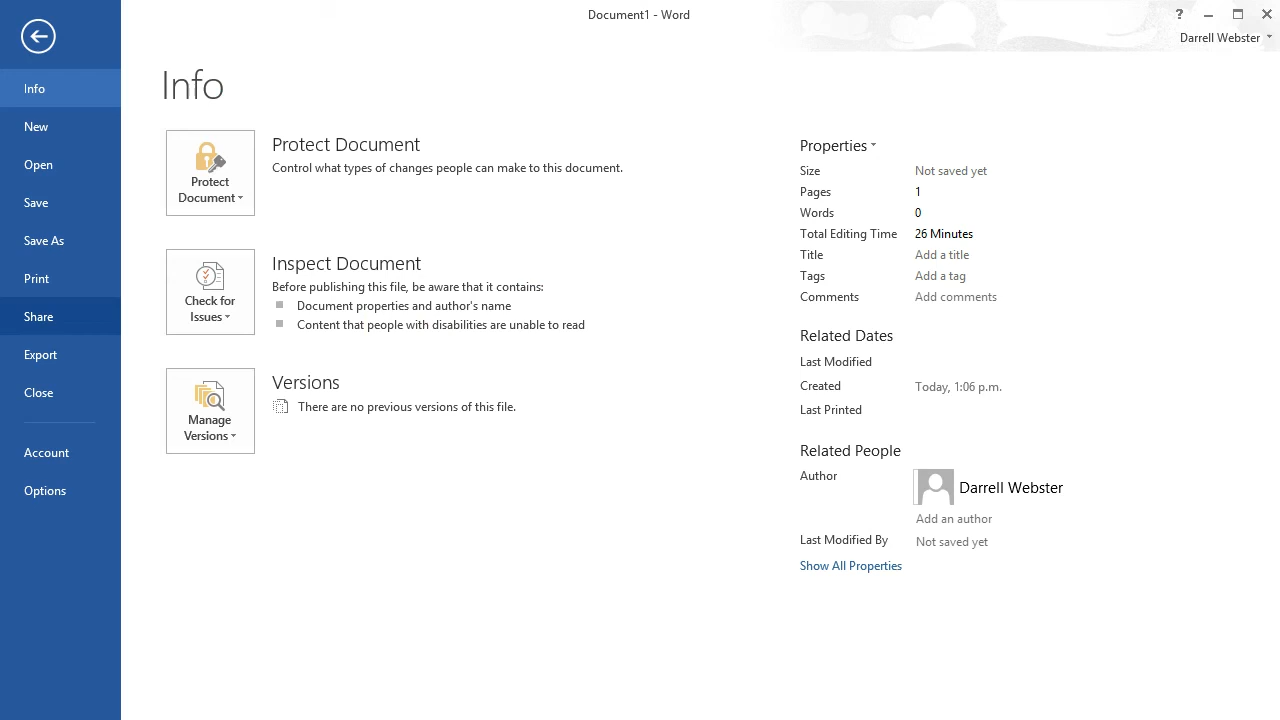 Document1 - Word
?
Darrell Webster
Info
New
Open
Save
Save As
Print
Share
Export
Close
Account
Options
Info
Protect Document
Protect Document
Control what types of changes people can make to this document.
Check for Issues
Inspect Document
Before publishing this file, be aware that it contains:
Document properties and author's name
Content that people with disabilities are unable to read
Manage Versions
Versions
There are no previous versions of this file.
Properties
Size Not saved yet
Pages 1
Words 0
Total Editing Time 26 Minutes
Title Add a title
Tags Add a tag
Comments Add comments
Related Dates
Last Modified
Created Today, 1:06 p.m.
Last Printed
Related People
Author Darrell Webster
Add an author
Last Modified By Not saved yet
Show All Properties